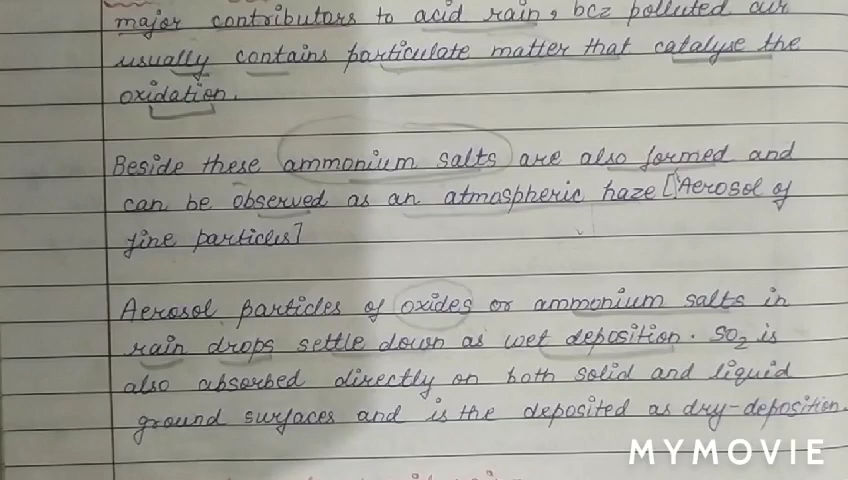 major contributors to acid rain, bcz polluted air
usually contains particulate matter that catalyse the
oxidation.
Beside these ammonium salts are also formed and
can be observed as an atmospheric haze [Aerosol of
fine particles]
Aerosol particles of oxides or ammonium salts in
rain drops settle down as wet deposition. SO2 is
also absorbed directly on both solid and liquid
ground surfaces and is the deposited as dry-deposition.
MYMOVIE